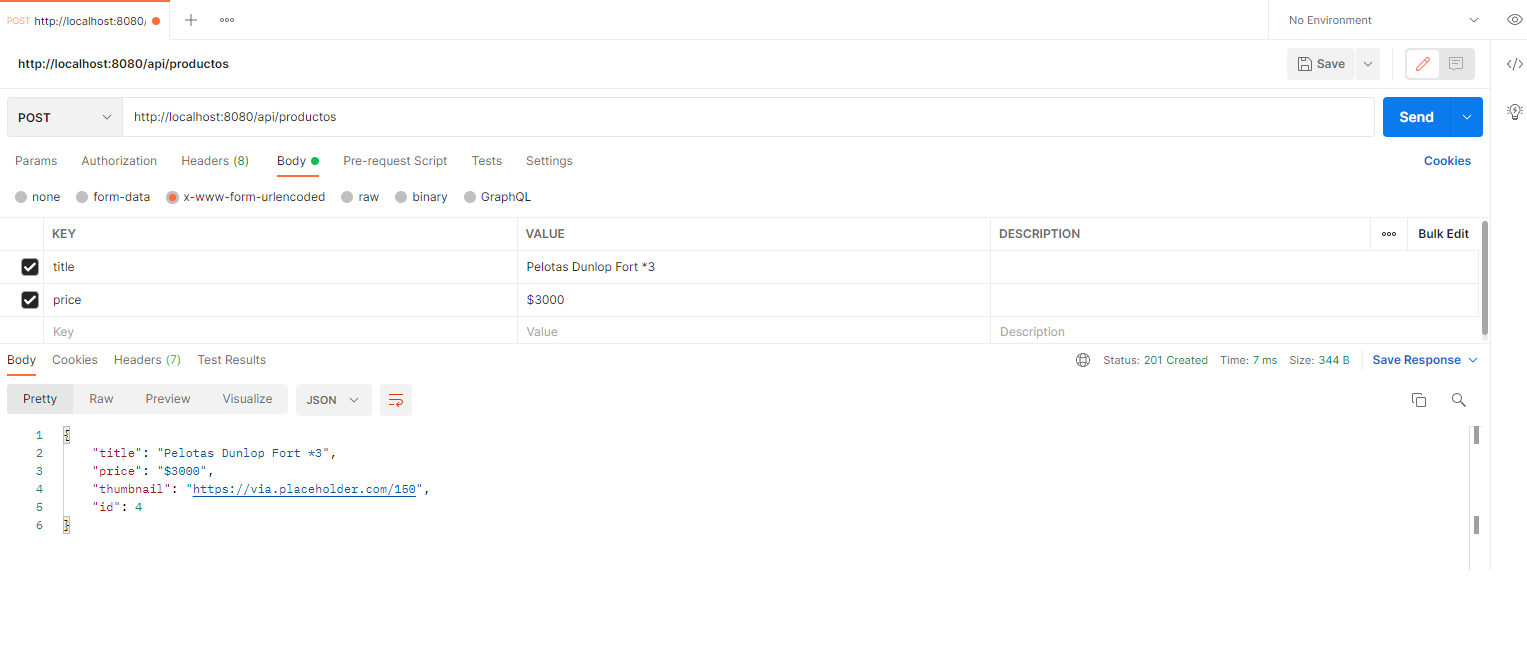 POST http://localhost:8080/ No Environment
http://localhost:8080/api/productos Save
POST http://localhost:8080/api/productos Send
Params Authorization Headers (8) Body Pre-request Script Tests Settings Cookies
none form-data x-www-form-urlencoded raw binary GraphQL
KEY VALUE DESCRIPTION Bulk Edit
title Pelotas Dunlop Fort *3
price $3000
Key Value Description
Body Cookies Headers (7) Test Results Status: 201 Created Time: 7 ms Size: 344 B Save Response
Pretty Raw Preview Visualize JSON
1 {
2 "title": "Pelotas Dunlop Fort *3",
3 "price": "$3000",
4 "thumbnail": "https://via.placeholder.com/150",
5 "id": 4
6 }